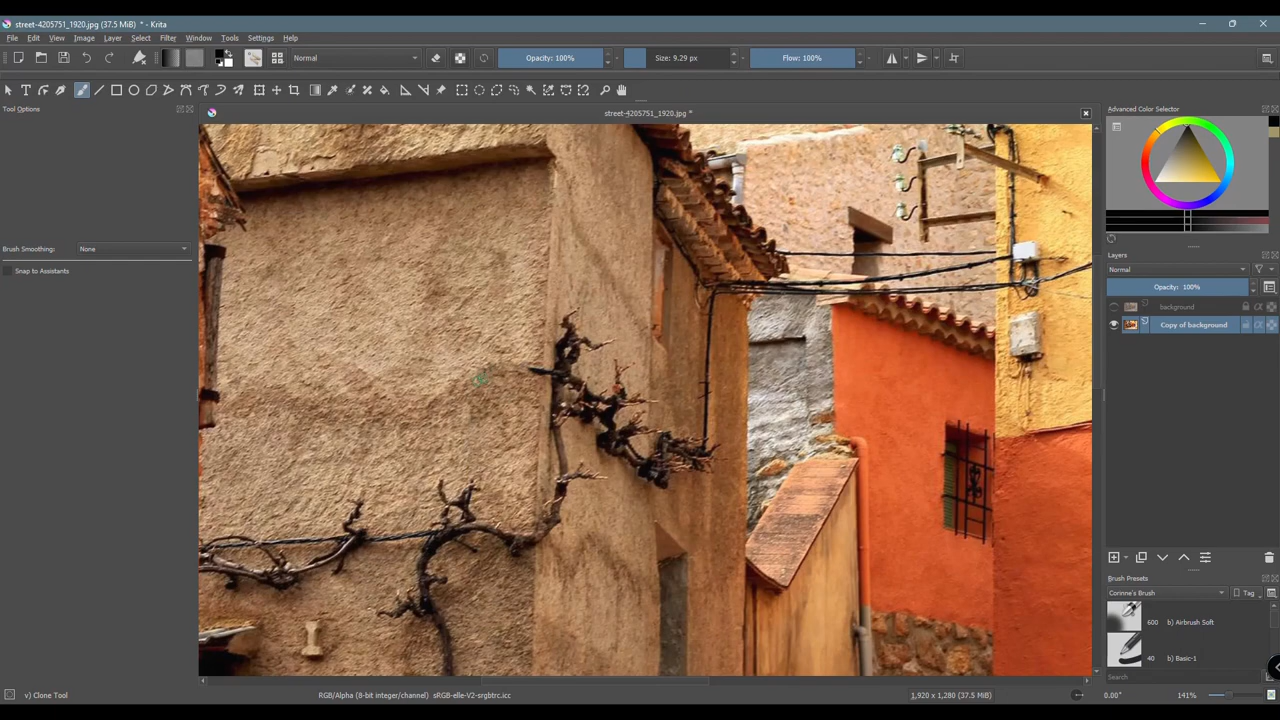 street-4205751_1920.jpg (37.5 MiB) * - Krita
File Edit View Image Layer Select Filter Window Tools Settings Help
Normal Opacity: 100% Size: 9.29 px Flow: 100%
Tool Options
street-4205751_1920.jpg *
Advanced Color Selector
Brush Smoothing: None
Snap to Assistants
Layers
Normal
Opacity: 100%
background
Copy of background
Brush Presets
Corinne's Brush Tag
600 b) Airbrush Soft
40 b) Basic-1
Search
v) Clone Tool RGB/Alpha (8-bit integer/channel) sRGB-elle-V2-srgbtrc.icc 1,920 x 1,280 (37.5 MiB) 0.00° 141%